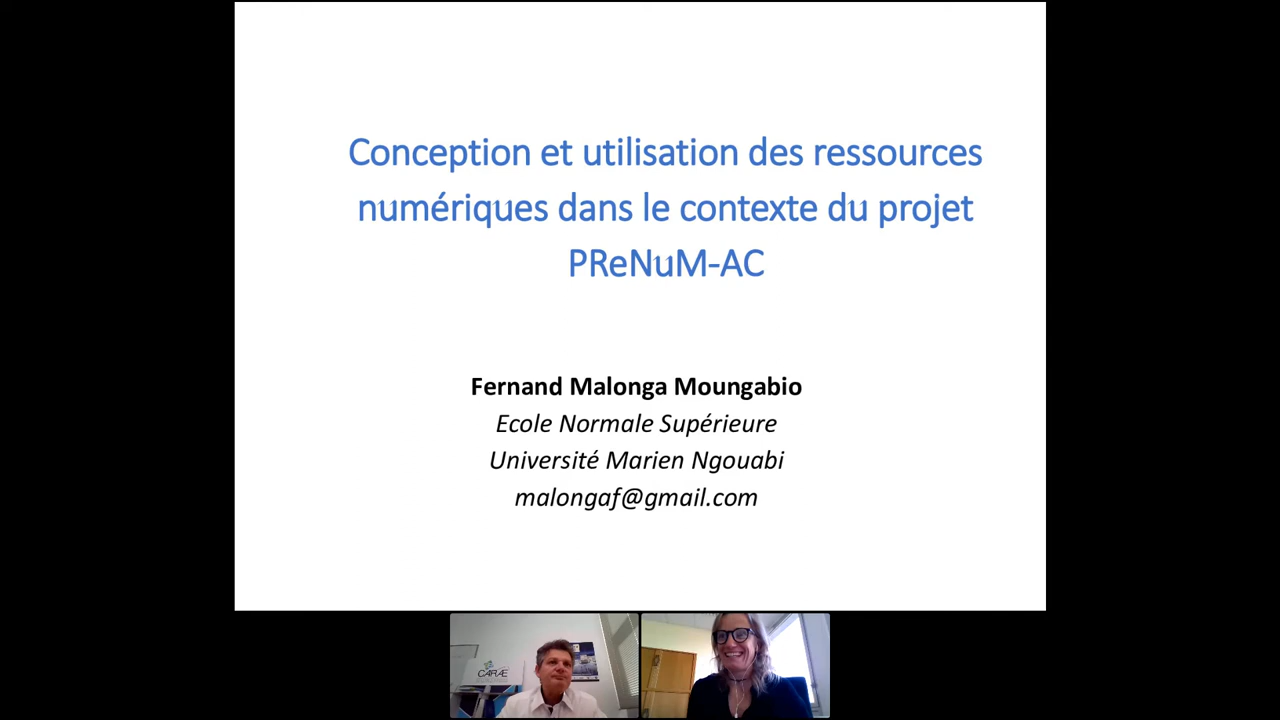 Conception et utilisation des ressources
numériques dans le contexte du projet
PReNuM-AC
Fernand Malonga Moungabio
Ecole Normale Supérieure
Université Marien Ngouabi
malongaf@gmail.com